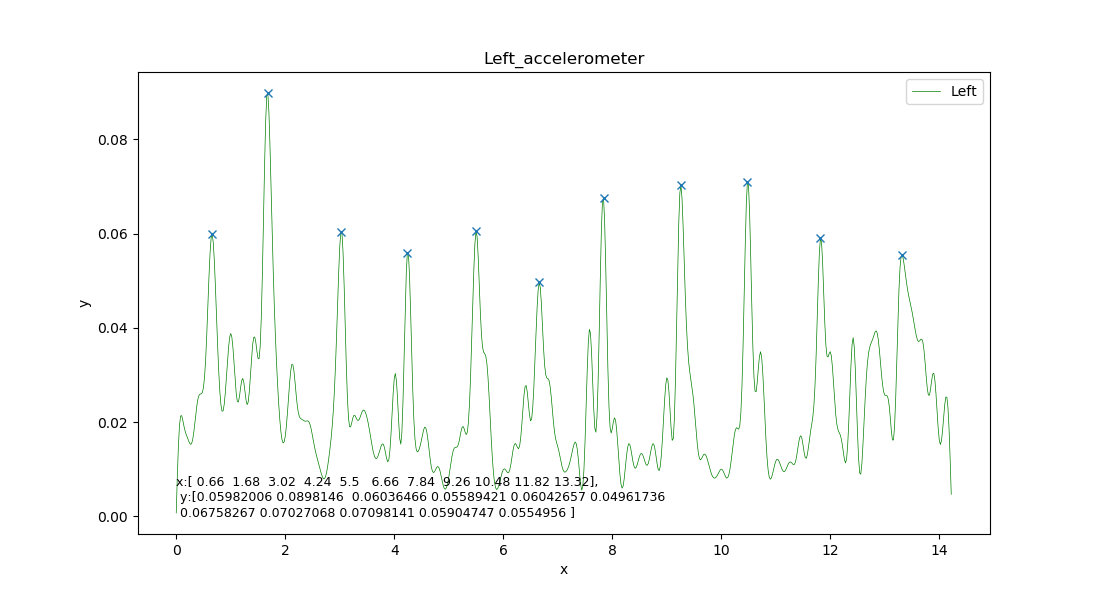 Left_accelerometer
Left
y
0.08
0.06
0.04
0.02
0.00
x:[ 0.66  1.68  3.02  4.24  5.5   6.66  7.84  9.26 10.48 11.82 13.32],
y:[0.05982006 0.0898146  0.06036466 0.05589421 0.06042657 0.04961736
0.06758267 0.07027068 0.07098141 0.05904747 0.0554956 ]
0 2 4 6 8 10 12 14
x